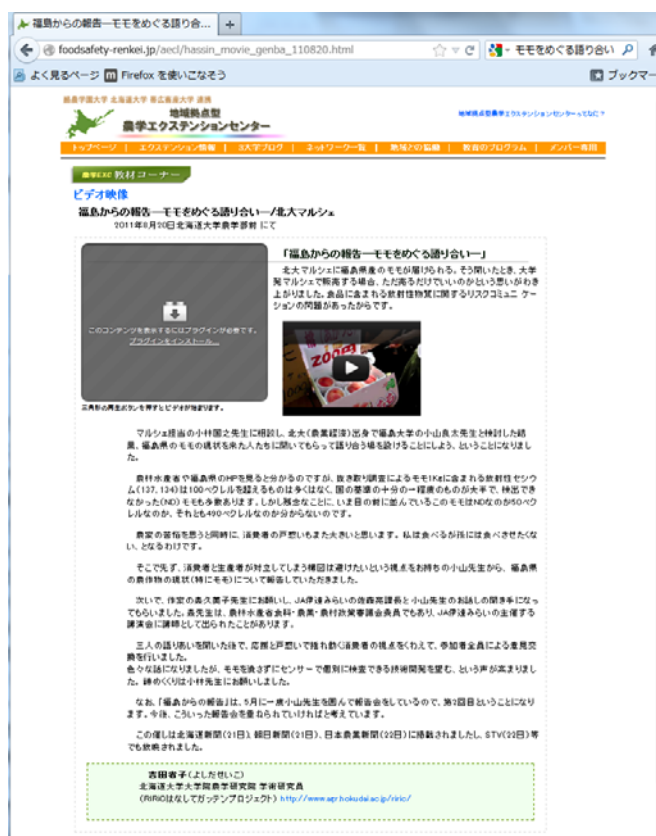 福島からの報告―モモをめぐる語り合...
foodsafety-renkei.jp/aecl/hassin_movie_genba_110820.html
モモをめぐる語り合い
よく見るページ
Firefox を使いこなそう
ブックマー
酪農学園大学 北海道大学 帯広畜産大学 連携
地域拠点型
農学エクステンションセンター
地域拠点型農学エクステンションセンターってなに？
トップページ | エクステンション情報 | 3大学ブログ | ネットワーク一覧 | 地域との協働 | 教育のプログラム | メンバー専用
農学EXC 教材コーナー
ビデオ映像
福島からの報告―モモをめぐる語り合い―/北大マルシェ
2011年8月20日北海道大学農学部前 にて
このコンテンツを表示するにはプラグインが必要です。
プラグインをインストール...
三角形の再生ボタンを押すとビデオが始まります。
「福島からの報告―モモをめぐる語り合い―」
北大マルシェに福島県産のモモが届けられる。そう聞いたとき、大学
発マルシェで販売する場合、ただ売るだけでいいのかという思いがわき
上がりました。食品に含まれる放射性物質に関するリスクコミュニ ケー
ションの問題があったからです。
マルシェ担当の小林国之先生に相談し、北大(農業経済)出身で福島大学の小山良太先生と検討した結
果、福島県のモモの現状を来た人たちに聞いてもらって語り合う場を設けることにしよう、ということになりまし
た。
農林水産省や福島県のHPを見ると分かるのですが、抜き取り調査によるモモ1Kgに含まれる放射性セシウ
ム(137、134)は100ベクレルを超えるものは多くはなく、国の基準の十分の一程度のものが大半で、検出でき
なかった(ND) モモも多数あります。しかし残念なことに、いま目の前に並んでいるこのモモはNDなのか50ベク
レルなのか、それとも490ベクレルなのか分からないのです。
農家の苦悩を思うと同時に、消費者の戸惑いもまた大きいと思います。私は食べるが孫には食べさせたくな
い、となるわけです。
そこで先ず、消費者と生産者が対立してしまう構図は避けたいという視点をお持ちの小山先生から、福島県
の農作物の現状(特にモモ)について報告していただきました。
次いで、作家の森久美子先生にお願いし、JA伊達みらいの佐藤課長と小山先生のお話しの聞き手になっ
てもらいました。森先生は、農林水産省食料・農業・農村政策審議会委員でもあり、JA伊達みらいの主催する
講演会に講師として出られたことがあります。
三人の語りあいを聞いた後で、応援と戸惑いで揺れ動く消費者の視点をくわえて、参加者全員による意見交
換を行いました。
色々な話になりましたが、モモを潰さずにセンサーで個別に検査できる技術開発を望む、という声が高まりまし
た。締めくくりは小林先生にお願いしました。
なお、「福島からの報告」は、5月に一度小山先生を囲んで報告会をしているので、第2回目ということになり
ます。今後、こういった報告会を重ねられていければと考えています。
この催しは北海道新聞(21日)、朝日新聞(21日)、日本農業新聞(22日)に掲載されましたし、STV(22日)等
でも放映されました。
吉田省子(よしだせいこ)
北海道大学大学院農学研究院 学術研究員
(RIRiCはなしてガッテンプロジェクト) http://www.agr.hokudai.ac.jp/riric/